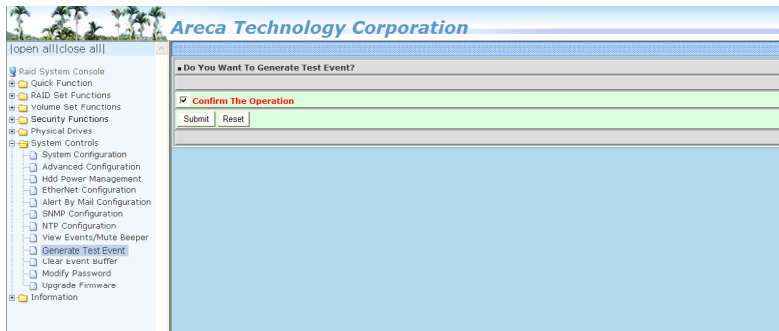 Areca Technology Corporation
|open all|close all|
Raid System Console
Quick Function
RAID Set Functions
Volume Set Functions
Security Functions
Physical Drives
System Controls
System Configuration
Advanced Configuration
Hdd Power Management
EtherNet Configuration
Alert By Mail Configuration
SNMP Configuration
NTP Configuration
View Events/Mute Beeper
Generate Test Event
Clear Event Buffer
Modify Password
Upgrade Firmware
Information
Do You Want To Generate Test Event?
Confirm The Operation
Submit Reset